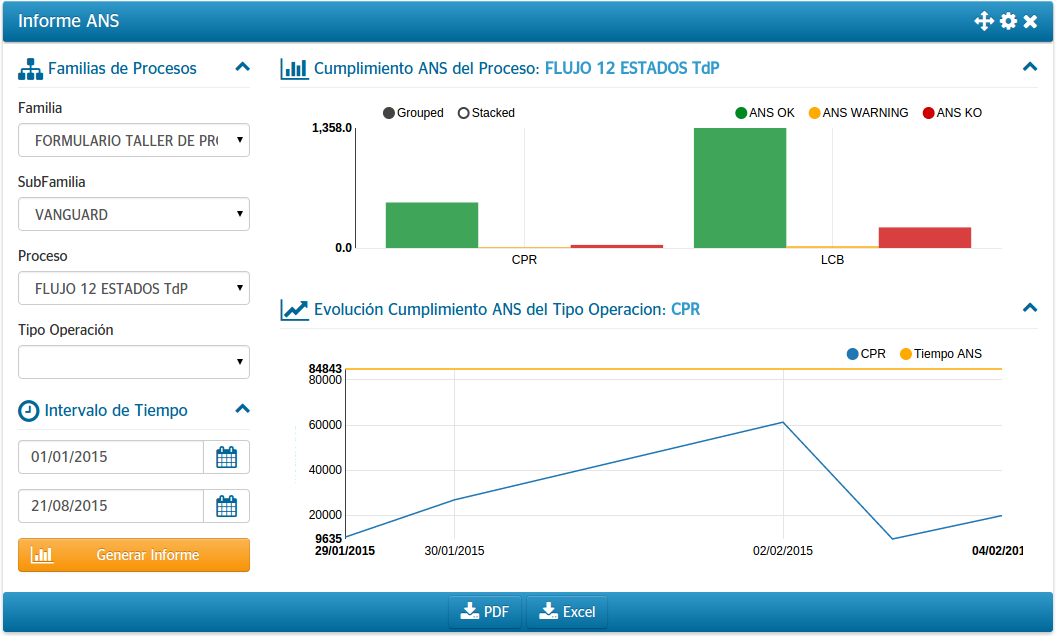 Informe ANS
Familias de Procesos
Familia
FORMULARIO TALLER DE PR
SubFamilia
VANGUARD
Proceso
FLUJO 12 ESTADOS TdP
Tipo Operación
Intervalo de Tiempo
01/01/2015
21/08/2015
Generar Informe
Cumplimiento ANS del Proceso: FLUJO 12 ESTADOS TdP
Grouped Stacked ANS OK ANS WARNING ANS KO
1,358.0
0.0
CPR LCB
Evolución Cumplimiento ANS del Tipo Operacion: CPR
CPR Tiempo ANS
84843
80000
60000
40000
20000
9635
29/01/2015 30/01/2015 02/02/2015 04/02/201
PDF Excel